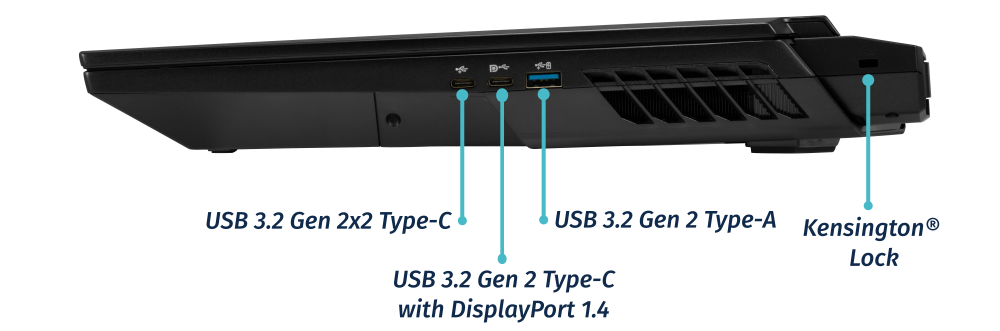 USB 3.2 Gen 2x2 Type-C
USB 3.2 Gen 2 Type-A
Kensington®
Lock
USB 3.2 Gen 2 Type-C
with DisplayPort 1.4